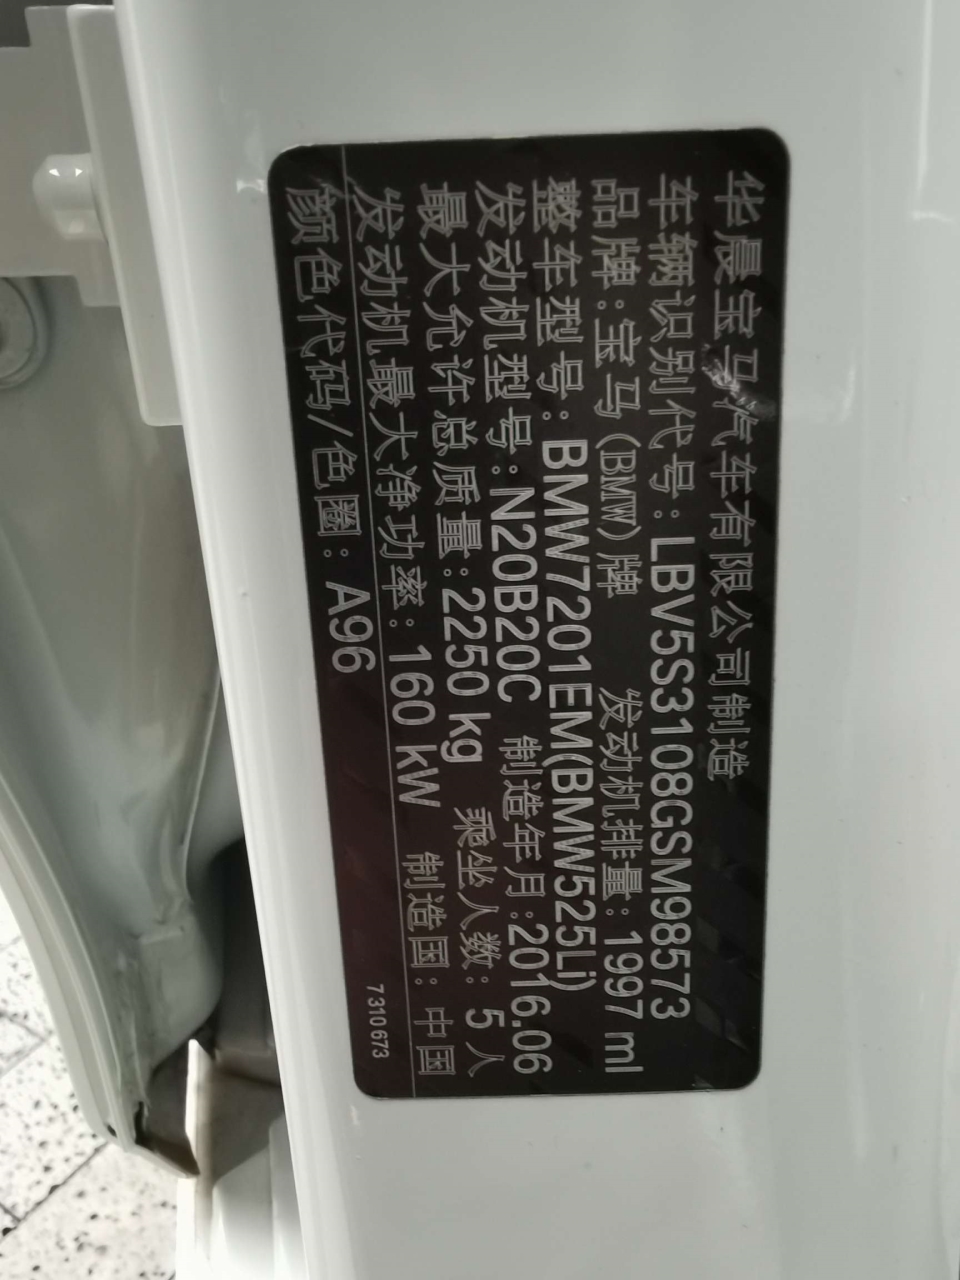 华晨宝马汽车有限公司制造
车辆识别代号:LBV5S3108GSM98573
品牌:宝马(BMW)牌 发动机排量:1997 ml
整车型号:BMW7201EM(BMW525Li)
发动机型号:N20B20C 制造年月:2016.06
最大允许总质量:2250 kg 乘坐人数:5人
发动机最大净功率:160 kW 制造国:中国
颜色代码/色圈:A96 7310673